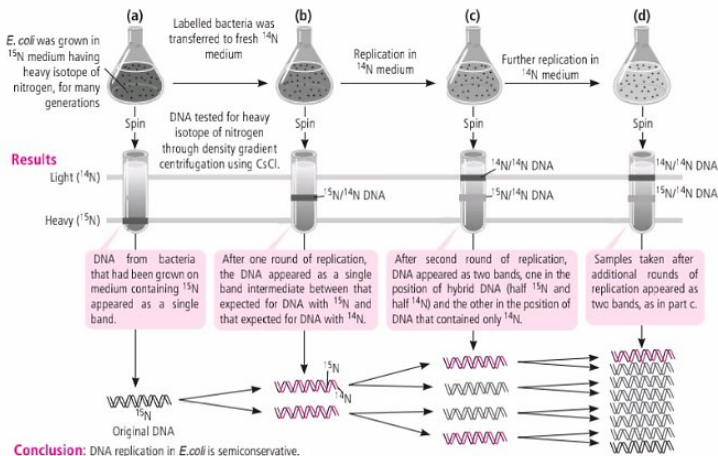 (a)
(b)
(c)
(d)
E. coli was grown in
¹⁵N medium having
heavy isotope of
nitrogen, for many
generations
Labelled bacteria was
transferred to fresh ¹⁴N
medium
Replication in
¹⁴N medium
Further replication in
¹⁴N medium
Spin
DNA tested for heavy
isotope of nitrogen
through density gradient
centrifugation using CsCl.
Spin
Spin
Spin
Results
Light (¹⁴N)
Heavy (¹⁵N)
¹⁵N/¹⁴N DNA
¹⁴N/¹⁴N DNA
¹⁵N/¹⁴N DNA
¹⁴N/¹⁴N DNA
¹⁵N/¹⁴N DNA
DNA from bacteria
that had been grown on
medium containing ¹⁵N
appeared as a single
band.
After one round of replication,
the DNA appeared as a single
band intermediate between that
expected for DNA with ¹⁵N and
that expected for DNA with ¹⁴N.
After second round of replication,
DNA appeared as two bands, one in the
position of hybrid DNA (half ¹⁵N and
half ¹⁴N) and the other in the position of
DNA that contained only ¹⁴N.
Samples taken after
additional rounds of
replication appeared as
two bands, as in part c.
¹⁵N
Original DNA
¹⁵N
¹⁴N
Conclusion: DNA replication in E.coli is semiconservative.